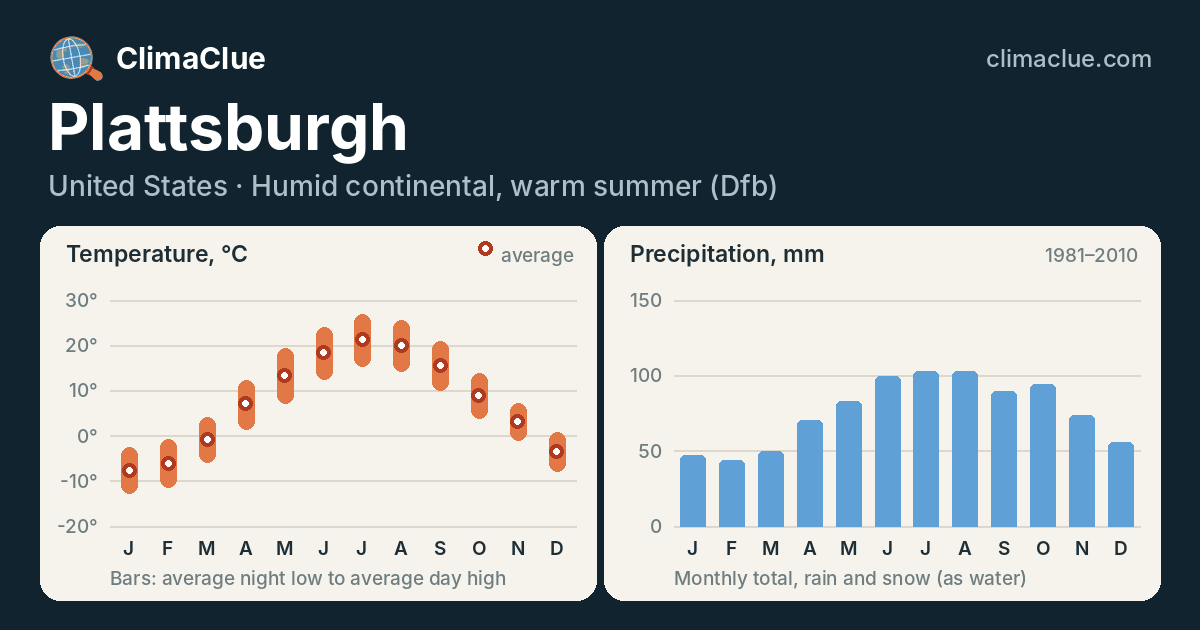 ClimaClue
climaclue.com
Plattsburgh
United States · Humid continental, warm summer (Dfb)
Temperature, °C
average
30°
20°
10°
0°
-10°
-20°
J F M A M J J A S O N D
Bars: average night low to average day high
Precipitation, mm
1981–2010
150
100
50
0
J F M A M J J A S O N D
Monthly total, rain and snow (as water)